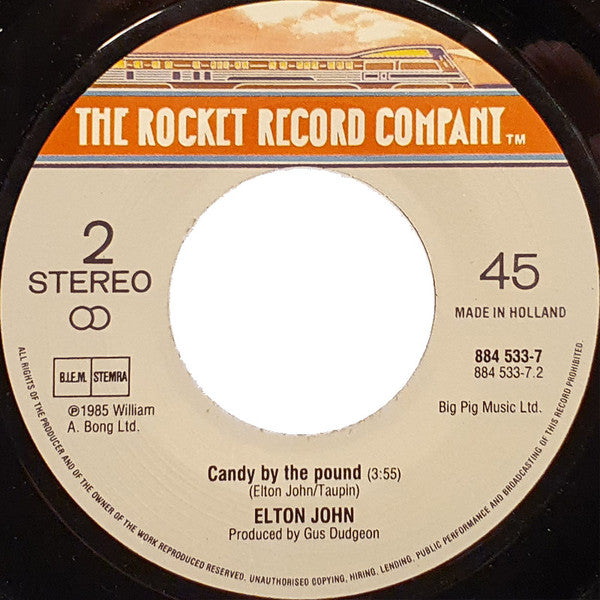 THE ROCKET RECORD COMPANY™
2
STEREO
45
MADE IN HOLLAND
B.I.E.M. STEMRA
℗1985 William
A. Bong Ltd.
884 533-7
884 533-7.2
Big Pig Music Ltd.
Candy by the pound (3:55)
(Elton John/Taupin)
ELTON JOHN
Produced by Gus Dudgeon
ALL RIGHTS OF THE PRODUCER AND OF THE OWNER OF THE WORK REPRODUCED RESERVED. UNAUTHORISED COPYING, HIRING, LENDING, PUBLIC PERFORMANCE AND BROADCASTING OF THIS RECORD PROHIBITED.